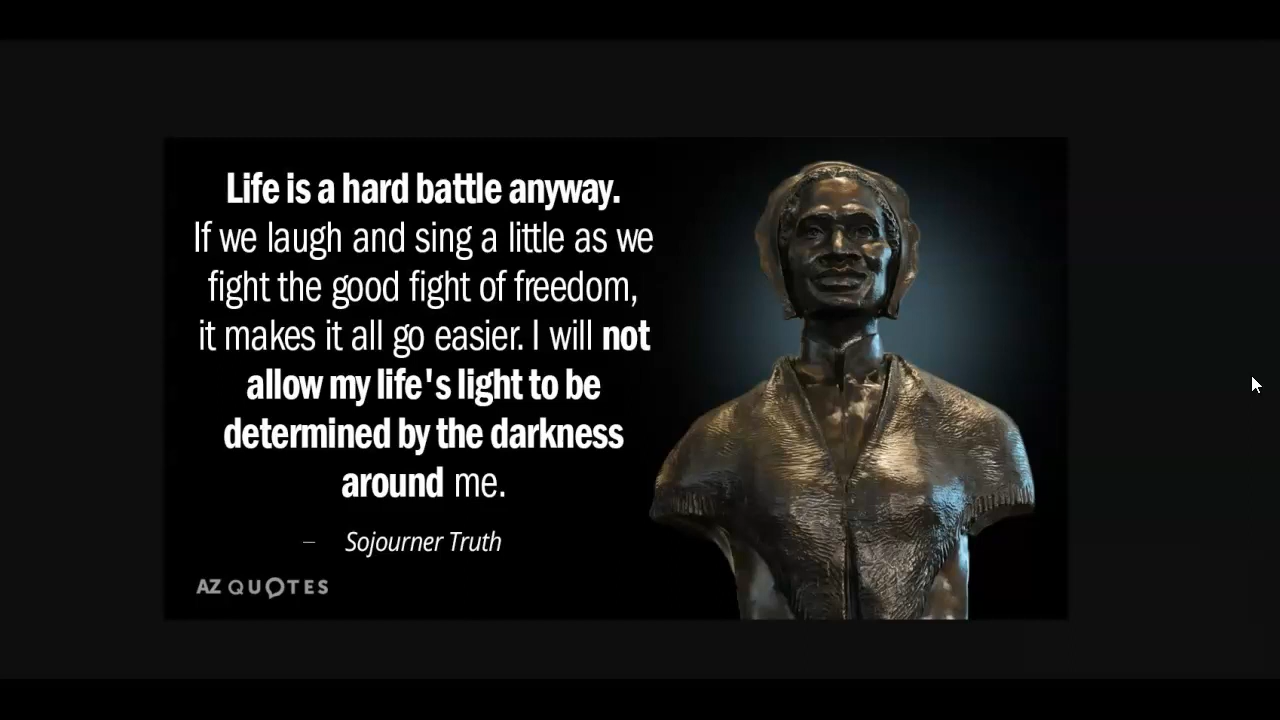 Life is a hard battle anyway.
If we laugh and sing a little as we
fight the good fight of freedom,
it makes it all go easier. I will not
allow my life's light to be
determined by the darkness
around me.
– Sojourner Truth
AZ QUOTES